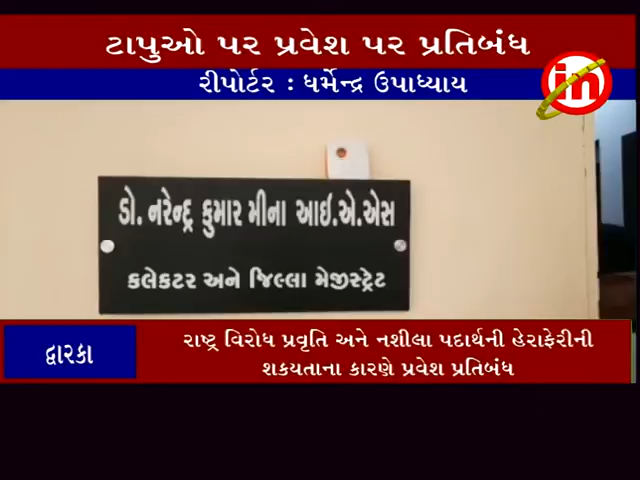 ટાપુઓ પર પ્રવેશ પર પ્રતિબંધ
રીપોર્ટર : ધર્મેન્દ્ર ઉપાધ્યાય
in
ડો. નરેન્દ્ર કુમાર મીના આઇ.એ.એસ
કલેકટર અને જિલ્લા મેજીસ્ટ્રેટ
દ્વારકા
રાષ્ટ્ર વિરોધ પ્રવૃતિ અને નશીલા પદાર્થની હેરાફેરીની
શકયતાના કારણે પ્રવેશ પ્રતિબંધ